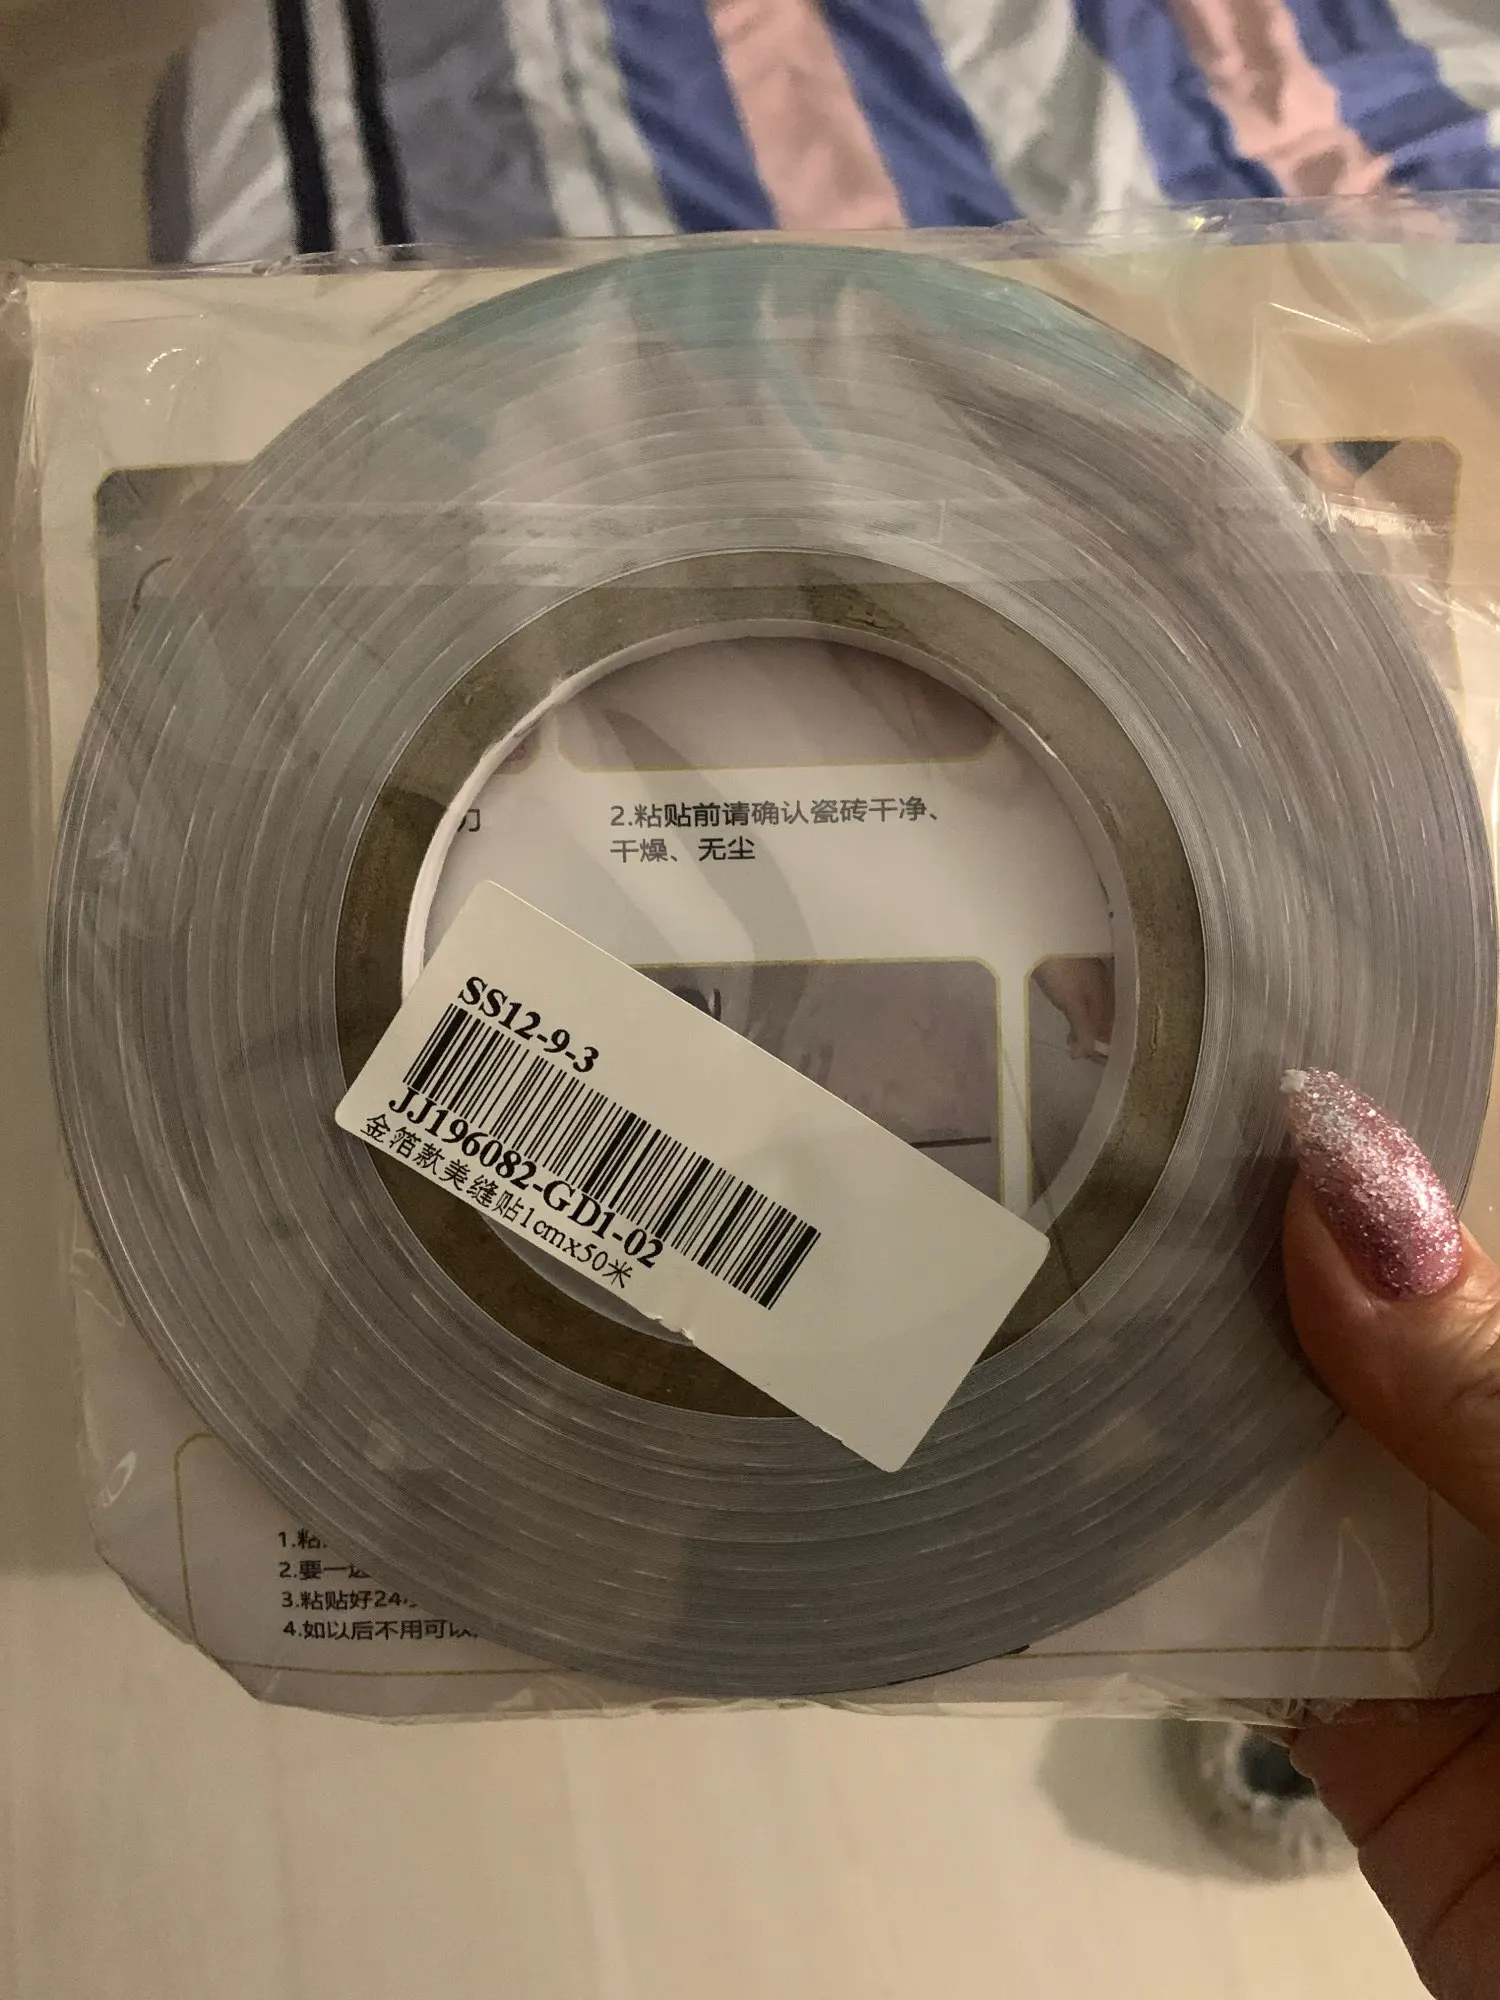 刀
2.粘贴前请确认瓷砖干净、
干燥、无尘
SS12-9-3
JJ196082-GD1-02
金箔款美缝贴1cmx50米
1.粘
2.要一
3.粘贴好24
4.如以后不用可以